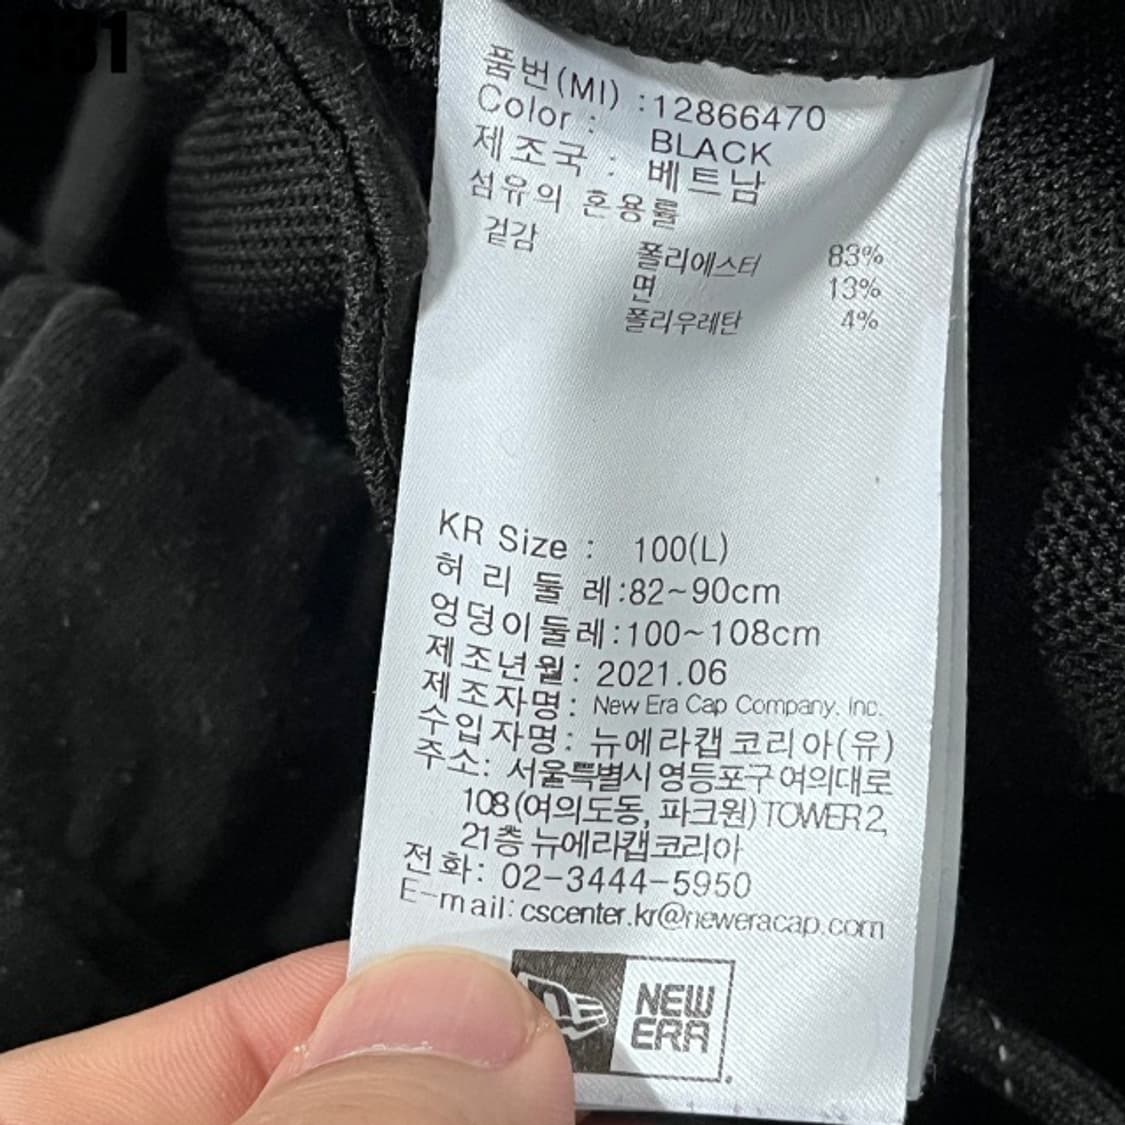 331
품번(MI) :12866470
Color : BLACK
제조국 : 베트남
섬유의 혼용률
겉감 폴리에스터 83%
면 13%
폴리우레탄 4%
KR Size : 100(L)
허리둘레:82~90cm
엉덩이둘레:100~108cm
제조년월: 2021.06
제조자명: New Era Cap Company. Inc.
수입자명: 뉴에라캡코리아(유)
주소: 서울특별시 영등포구 여의대로
108 (여의도동, 파크원) TOWER 2,
21층 뉴에라캡코리아
전화: 02-3444-5950
E-mail: cscenter.kr@neweracap.com
NEW
ERA